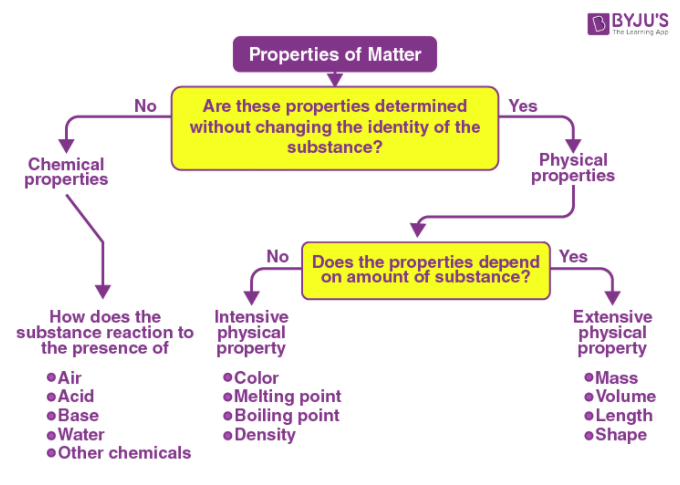 BYJU'S
The Learning App
Properties of Matter
No
Are these properties determined
without changing the identity of the
substance?
Yes
Chemical
properties
Physical
properties
No
Does the properties depend
on amount of substance?
Yes
How does the
substance reaction to
the presence of
Air
Acid
Base
Water
Other chemicals
Intensive
physical
property
Color
Melting point
Boiling point
Density
Extensive
physical
property
Mass
Volume
Length
Shape